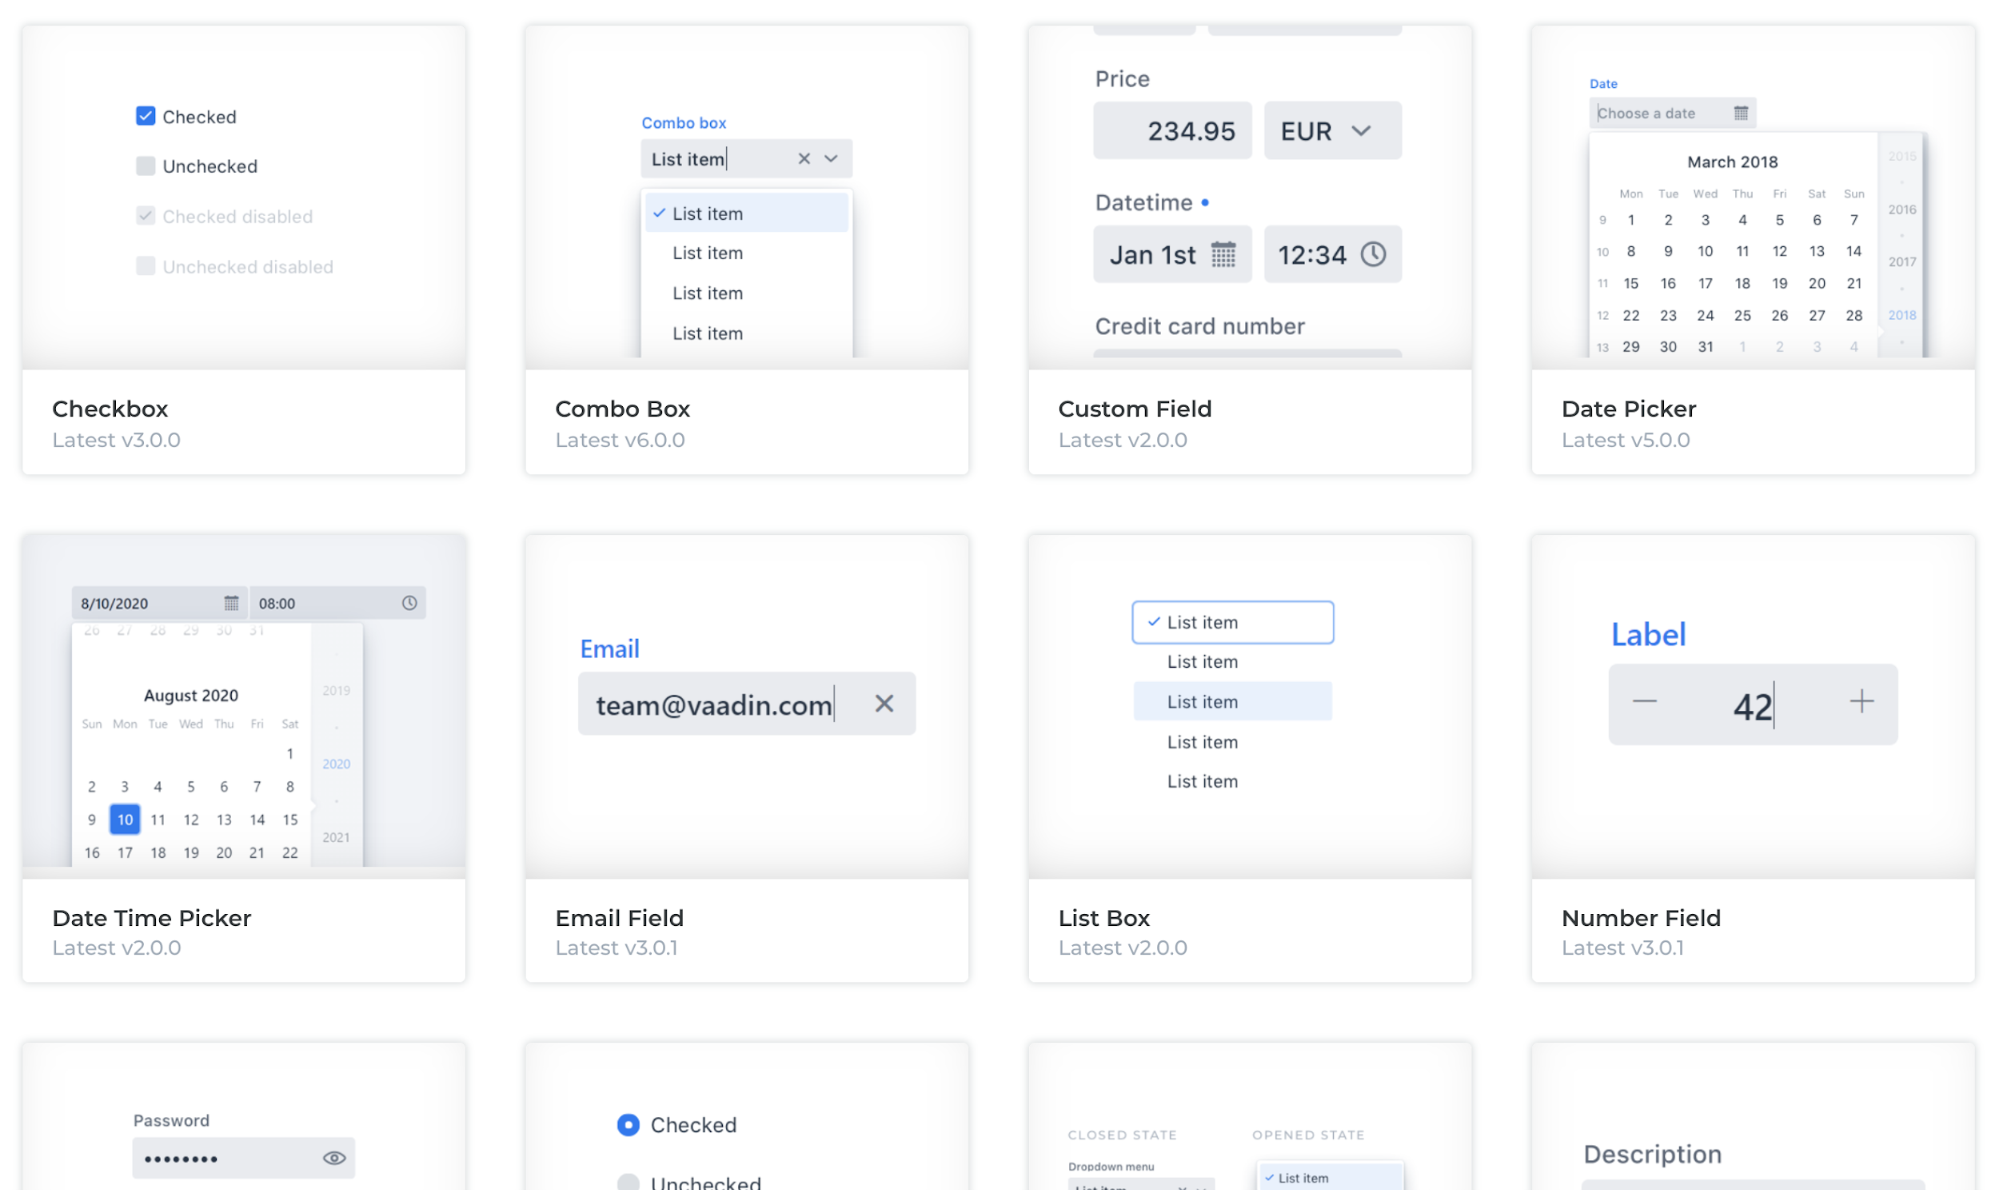 Checked
Unchecked
Checked disabled
Unchecked disabled
Checkbox
Latest v3.0.0
Combo box
List item
List item
List item
List item
List item
Combo Box
Latest v6.0.0
Price
234.95 EUR
Datetime
Jan 1st 12:34
Credit card number
Custom Field
Latest v2.0.0
Date
Choose a date
March 2018 2015
Mon Tue Wed Thu Fri Sat Sun
9 1 2 3 4 5 6 7 2016
10 8 9 10 11 12 13 14 2017
11 15 16 17 18 19 20 21
12 22 23 24 25 26 27 28 2018
13 29 30 31 1 2 3 4
Date Picker
Latest v5.0.0
8/10/2020 08:00
26 27 28 29 30 31
August 2020 2019
Sun Mon Tue Wed Thu Fri Sat
1 2020
2 3 4 5 6 7 8
9 10 11 12 13 14 15 2021
16 17 18 19 20 21 22
Date Time Picker
Latest v2.0.0
Email
team@vaadin.com
Email Field
Latest v3.0.1
List item
List item
List item
List item
List item
List Box
Latest v2.0.0
Label
42
Number Field
Latest v3.0.1
Password
Checked
Unchecked
CLOSED STATE OPENED STATE
Dropdown menu
List item
List item
Description